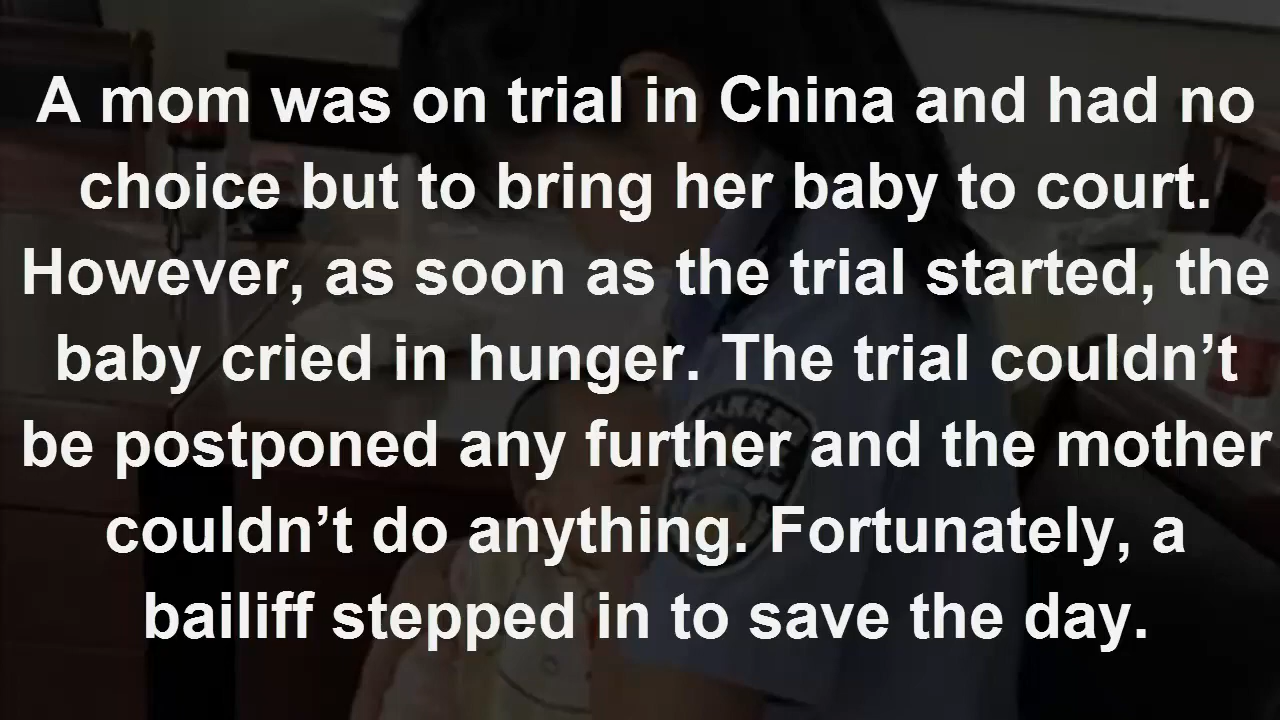 A mom was on trial in China and had no
choice but to bring her baby to court.
However, as soon as the trial started, the
baby cried in hunger. The trial couldn’t
be postponed any further and the mother
couldn’t do anything. Fortunately, a
bailiff stepped in to save the day.